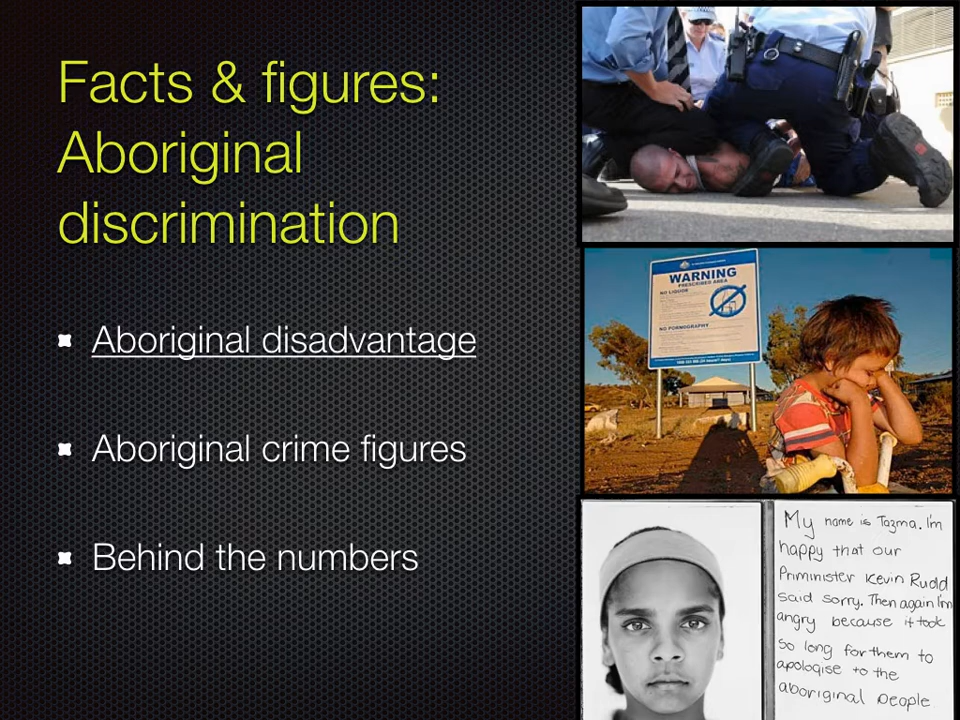 Facts & figures:
Aboriginal
discrimination
Aboriginal disadvantage
Aboriginal crime figures
Behind the numbers
WARNING
PRESCRIBED AREA
NO LIQUOR
NO PORNOGRAPHY
My name is Tazma. I'm
happy that our
Priminister Kevin Rudd
said sorry. Then again I'm
angry because it took
so long for them to
apologise to the
aboriginal people